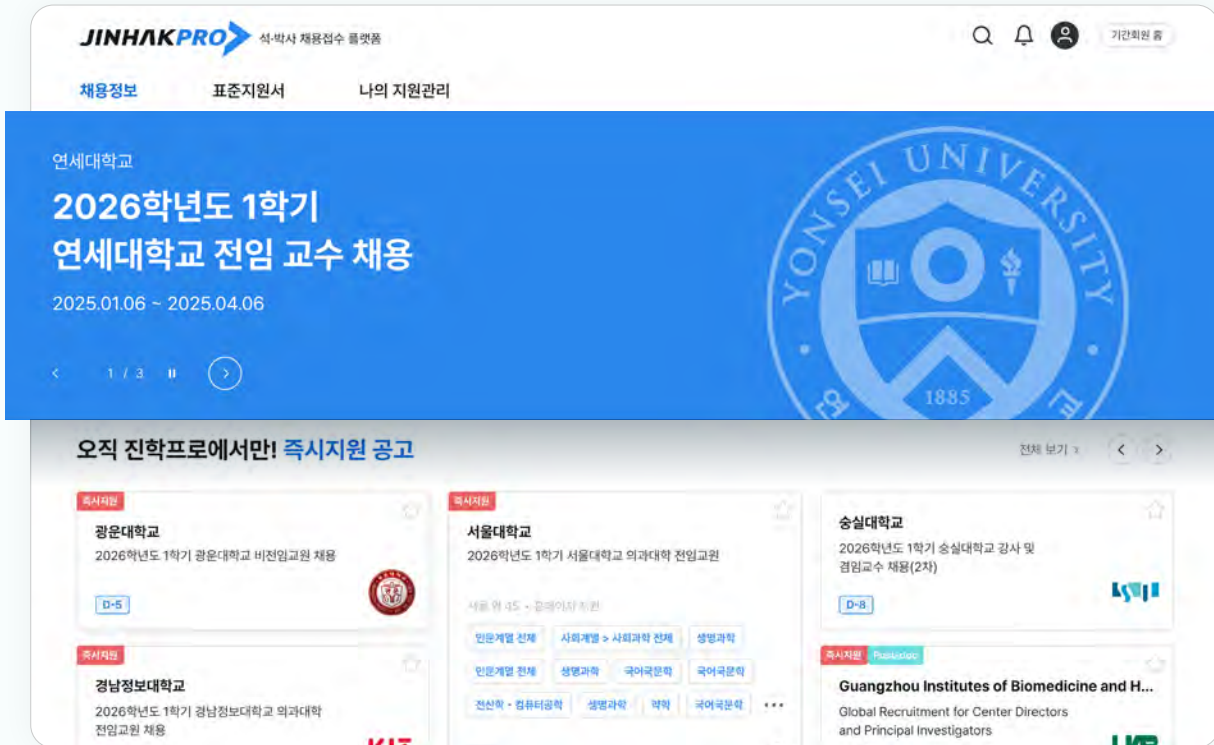 JINHAKPRO 석·박사 채용접수 플랫폼
기관회원 홈
채용정보 표준지원서 나의 지원관리
연세대학교
2026학년도 1학기
연세대학교 전임 교수 채용
2025.01.06 ~ 2025.04.06
1 / 3
YONSEI UNIVERSITY
1885
오직 진학프로에서만! 즉시지원 공고
전체 보기
즉시지원
광운대학교
2026학년도 1학기 광운대학교 비전임교원 채용
D-5
즉시지원
서울대학교
2026학년도 1학기 서울대학교 의과대학 전임교원
인문계열 전체 사회계열 > 사회과학 전체 생명과학
인문계열 전체 생명과학 국어국문학 국어국문학
전산학·컴퓨터공학 생명과학 약학 국어국문학
숭실대학교
2026학년도 1학기 숭실대학교 강사 및
겸임교수 채용(2차)
D-8
즉시지원
경남정보대학교
2026학년도 1학기 경남정보대학교 의과대학
전임교원 채용
즉시지원 Postdoc
Guangzhou Institutes of Biomedicine and H...
Global Recruitment for Center Directors
and Principal Investigators